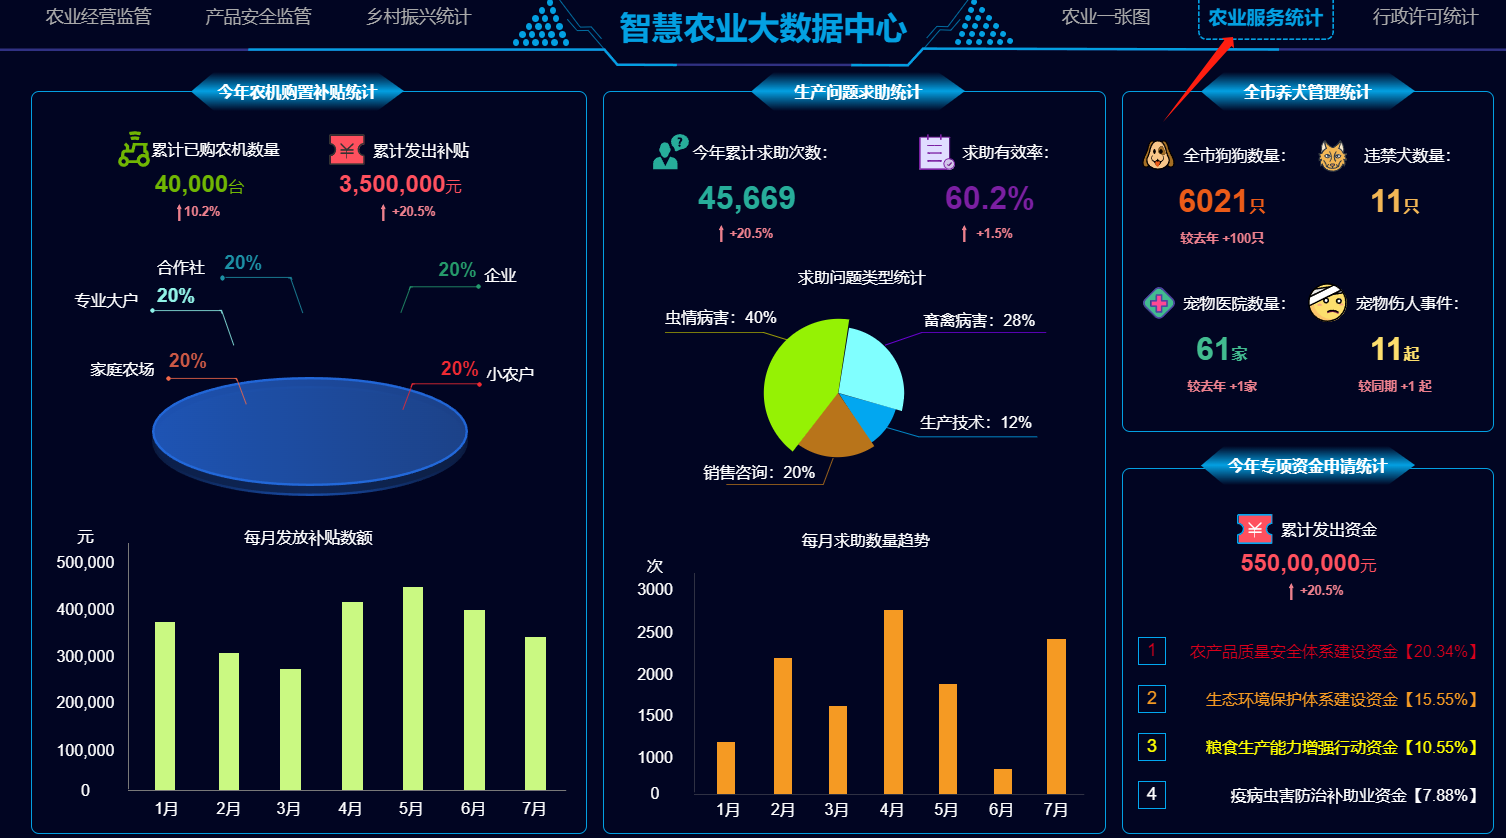 农业经营监管
产品安全监管
乡村振兴统计
智慧农业大数据中心
农业一张图
农业服务统计
行政许可统计
今年农机购置补贴统计
累计已购农机数量
40,000台
10.2%
累计发出补贴
3,500,000元
+20.5%
合作社 20%
20% 企业
专业大户 20%
家庭农场 20%
20% 小农户
每月发放补贴数额
元
500,000
400,000
300,000
200,000
100,000
0
1月 2月 3月 4月 5月 6月 7月
生产问题求助统计
?
今年累计求助次数：
45,669
+20.5%
求助有效率：
60.2%
+1.5%
求助问题类型统计
虫情病害：40%
畜禽病害：28%
生产技术：12%
销售咨询：20%
每月求助数量趋势
次
3000
2500
2000
1500
1000
0
1月 2月 3月 4月 5月 6月 7月
全市养犬管理统计
全市狗狗数量：
6021只
较去年 +100只
违禁犬数量：
11只
宠物医院数量：
61家
较去年 +1家
宠物伤人事件：
11起
较同期 +1 起
今年专项资金申请统计
累计发出资金
550,00,000元
+20.5%
1 农产品质量安全体系建设资金【20.34%】
2 生态环境保护体系建设资金【15.55%】
3 粮食生产能力增强行动资金【10.55%】
4 疫病虫害防治补助业资金【7.88%】